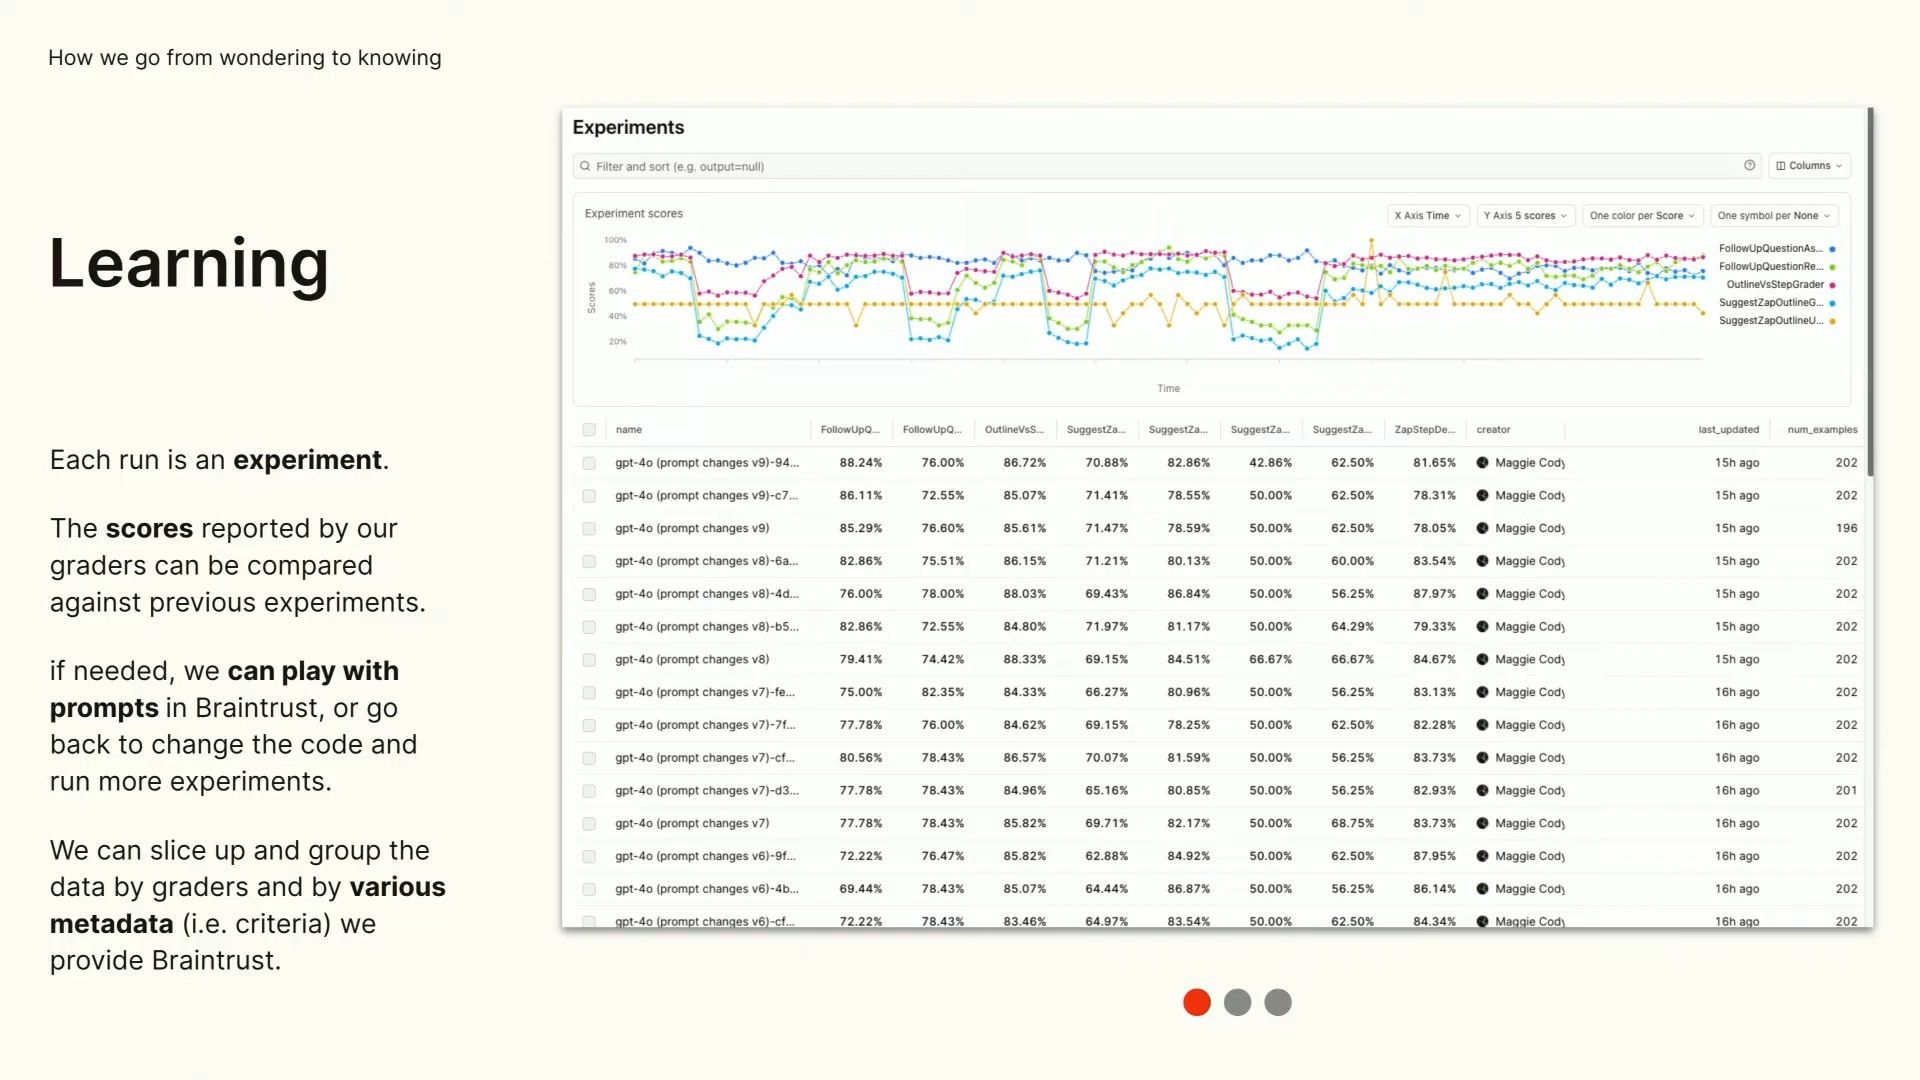 How we go from wondering to knowing
Learning
Each run is an experiment.
The scores reported by our
graders can be compared
against previous experiments.
if needed, we can play with
prompts in Braintrust, or go
back to change the code and
run more experiments.
We can slice up and group the
data by graders and by various
metadata (i.e. criteria) we
provide Braintrust.
Experiments
Filter and sort (e.g. output=null)
Columns
Experiment scores
X Axis Time
Y Axis 5 scores
One color per Score
One symbol per None
100%
80%
60%
40%
20%
Scores
Time
FollowUpQuestionAs...
FollowUpQuestionRe...
OutlineVsStepGrader
SuggestZapOutlineG...
SuggestZapOutlineU...
name FollowUpQ... FollowUpQ... OutlineVsS... SuggestZa... SuggestZa... SuggestZa... SuggestZa... ZapStepDe... creator last_updated num_examples
gpt-4o (prompt changes v9)-94... 88.24% 76.00% 86.72% 70.88% 82.86% 42.86% 62.50% 81.65% Maggie Cody 15h ago 202
gpt-4o (prompt changes v9)-c7... 86.11% 72.55% 85.07% 71.41% 78.55% 50.00% 62.50% 78.31% Maggie Cody 15h ago 202
gpt-4o (prompt changes v9) 85.29% 76.60% 85.61% 71.47% 78.59% 50.00% 62.50% 78.05% Maggie Cody 15h ago 196
gpt-4o (prompt changes v8)-6a... 82.86% 75.51% 86.15% 71.21% 80.13% 50.00% 60.00% 83.54% Maggie Cody 15h ago 202
gpt-4o (prompt changes v8)-4d... 76.00% 78.00% 88.03% 69.43% 86.84% 50.00% 56.25% 87.97% Maggie Cody 15h ago 202
gpt-4o (prompt changes v8)-b5... 82.86% 72.55% 84.80% 71.97% 81.17% 50.00% 64.29% 79.33% Maggie Cody 15h ago 202
gpt-4o (prompt changes v8) 79.41% 74.42% 88.33% 69.15% 84.51% 66.67% 66.67% 84.67% Maggie Cody 15h ago 202
gpt-4o (prompt changes v7)-fe... 75.00% 82.35% 84.33% 66.27% 80.96% 50.00% 56.25% 83.13% Maggie Cody 16h ago 202
gpt-4o (prompt changes v7)-7f... 77.78% 76.00% 84.62% 69.15% 78.25% 50.00% 62.50% 82.28% Maggie Cody 16h ago 202
gpt-4o (prompt changes v7)-cf... 80.56% 78.43% 86.57% 70.07% 81.59% 50.00% 56.25% 83.73% Maggie Cody 16h ago 202
gpt-4o (prompt changes v7)-d3... 77.78% 78.43% 84.96% 65.16% 80.85% 50.00% 56.25% 82.93% Maggie Cody 16h ago 201
gpt-4o (prompt changes v7) 77.78% 78.43% 85.82% 69.71% 82.17% 50.00% 68.75% 83.73% Maggie Cody 16h ago 202
gpt-4o (prompt changes v6)-9f... 72.22% 76.47% 85.82% 62.88% 84.92% 50.00% 62.50% 87.95% Maggie Cody 16h ago 202
gpt-4o (prompt changes v6)-4b... 69.44% 78.43% 85.07% 64.44% 86.87% 50.00% 56.25% 86.14% Maggie Cody 16h ago 202
gpt-4o (prompt changes v6)-cf... 72.22% 78.43% 83.46% 64.97% 83.54% 50.00% 62.50% 84.34% Maggie Cody 16h ago 202